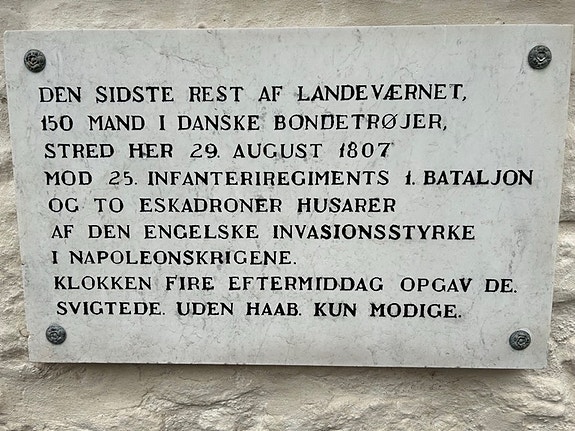 DEN SIDSTE REST AF LANDEVÆRNET,
150 MAND I DANSKE BONDETRØJER,
STRED HER 29. AUGUST 1807
MOD 25. INFANTERIREGIMENTS 1. BATALJON
OG TO ESKADRONER HUSARER
AF DEN ENGELSKE INVASIONSSTYRKE
I NAPOLEONSKRIGENE.
KLOKKEN FIRE EFTERMIDDAG OPGAV DE.
SVIGTEDE. UDEN HAAB. KUN MODIGE.